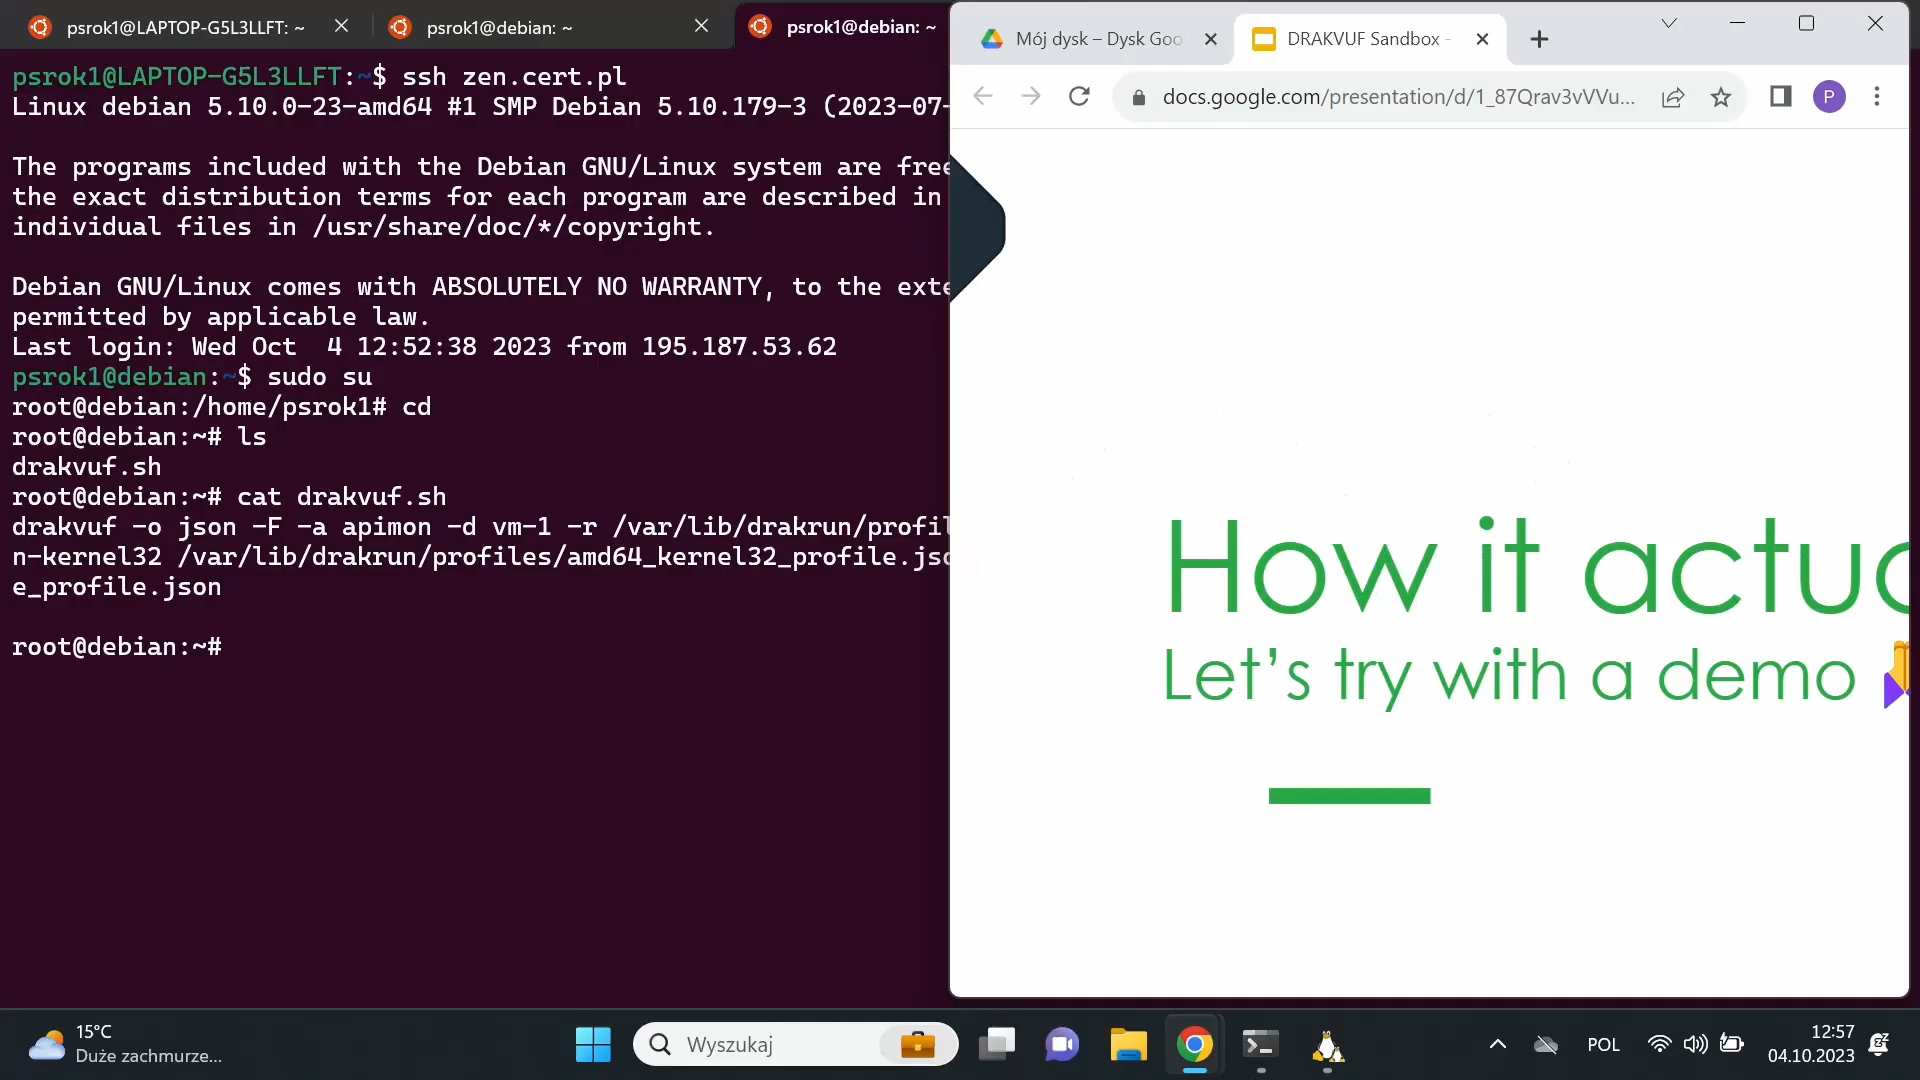 psrok1@LAPTOP-G5L3LLFT: ~
psrok1@debian: ~
psrok1@debian: ~
psrok1@LAPTOP-G5L3LLFT:~$ ssh zen.cert.pl
Linux debian 5.10.0-23-amd64 #1 SMP Debian 5.10.179-3 (2023-07-
The programs included with the Debian GNU/Linux system are free
the exact distribution terms for each program are described in
individual files in /usr/share/doc/*/copyright.
Debian GNU/Linux comes with ABSOLUTELY NO WARRANTY, to the exte
permitted by applicable law.
Last login: Wed Oct  4 12:52:38 2023 from 195.187.53.62
psrok1@debian:~$ sudo su
root@debian:/home/psrok1# cd
root@debian:~# ls
drakvuf.sh
root@debian:~# cat drakvuf.sh
drakvuf -o json -F -a apimon -d vm-1 -r /var/lib/drakrun/profil
n-kernel32 /var/lib/drakrun/profiles/amd64_kernel32_profile.jso
e_profile.json
root@debian:~#
Mój dysk – Dysk Goo
DRAKVUF Sandbox -
docs.google.com/presentation/d/1_87Qrav3vVVu...
P
How it actuo
Let's try with a demo
15°C
Duże zachmurze...
Wyszukaj
POL
12:57
04.10.2023